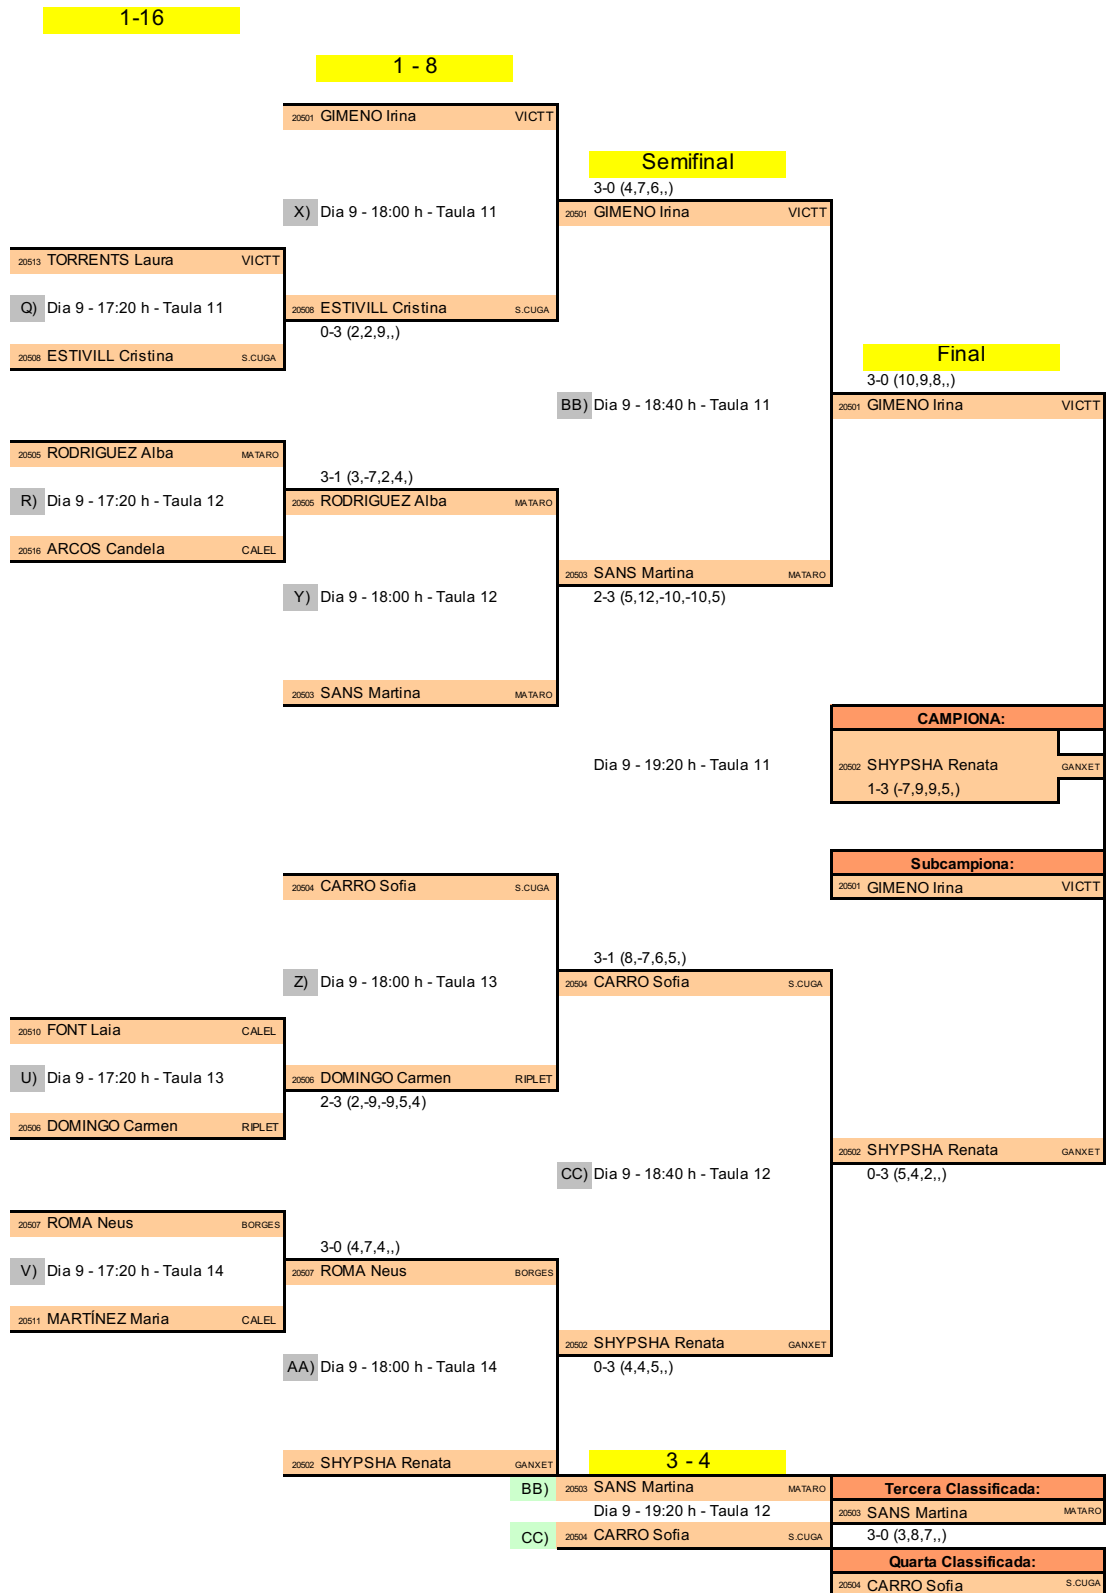 1-16
1 - 8
20501 GIMENO Irina VICTT
Semifinal
3-0 (4,7,6,,)
X) Dia 9 - 18:00 h - Taula 11
20501 GIMENO Irina VICTT
20513 TORRENTS Laura VICTT
Q) Dia 9 - 17:20 h - Taula 11
20508 ESTIVILL Cristina S.CUGA
0-3 (2,2,9,,)
20508 ESTIVILL Cristina S.CUGA
Final
3-0 (10,9,8,,)
BB) Dia 9 - 18:40 h - Taula 11
20501 GIMENO Irina VICTT
20505 RODRIGUEZ Alba MATARO
3-1 (3,-7,2,4,)
R) Dia 9 - 17:20 h - Taula 12
20505 RODRIGUEZ Alba MATARO
20516 ARCOS Candela CALEL
20503 SANS Martina MATARO
Y) Dia 9 - 18:00 h - Taula 12
2-3 (5,12,-10,-10,5)
20503 SANS Martina MATARO
CAMPIONA:
Dia 9 - 19:20 h - Taula 11
20502 SHYPSHA Renata GANXET
1-3 (-7,9,9,5,)
Subcampiona:
20504 CARRO Sofia S.CUGA
20501 GIMENO Irina VICTT
3-1 (8,-7,6,5,)
Z) Dia 9 - 18:00 h - Taula 13
20504 CARRO Sofia S.CUGA
20510 FONT Laia CALEL
U) Dia 9 - 17:20 h - Taula 13
20506 DOMINGO Carmen RIPLET
2-3 (2,-9,-9,5,4)
20506 DOMINGO Carmen RIPLET
20502 SHYPSHA Renata GANXET
CC) Dia 9 - 18:40 h - Taula 12
0-3 (5,4,2,,)
20507 ROMA Neus BORGES
3-0 (4,7,4,,)
V) Dia 9 - 17:20 h - Taula 14
20507 ROMA Neus BORGES
20511 MARTÍNEZ Maria CALEL
20502 SHYPSHA Renata GANXET
AA) Dia 9 - 18:00 h - Taula 14
0-3 (4,4,5,,)
20502 SHYPSHA Renata GANXET
3 - 4
BB) 20503 SANS Martina MATARO
Tercera Classificada:
Dia 9 - 19:20 h - Taula 12
20503 SANS Martina MATARO
CC) 20504 CARRO Sofia S.CUGA
3-0 (3,8,7,,)
Quarta Classificada:
20504 CARRO Sofia S.CUGA